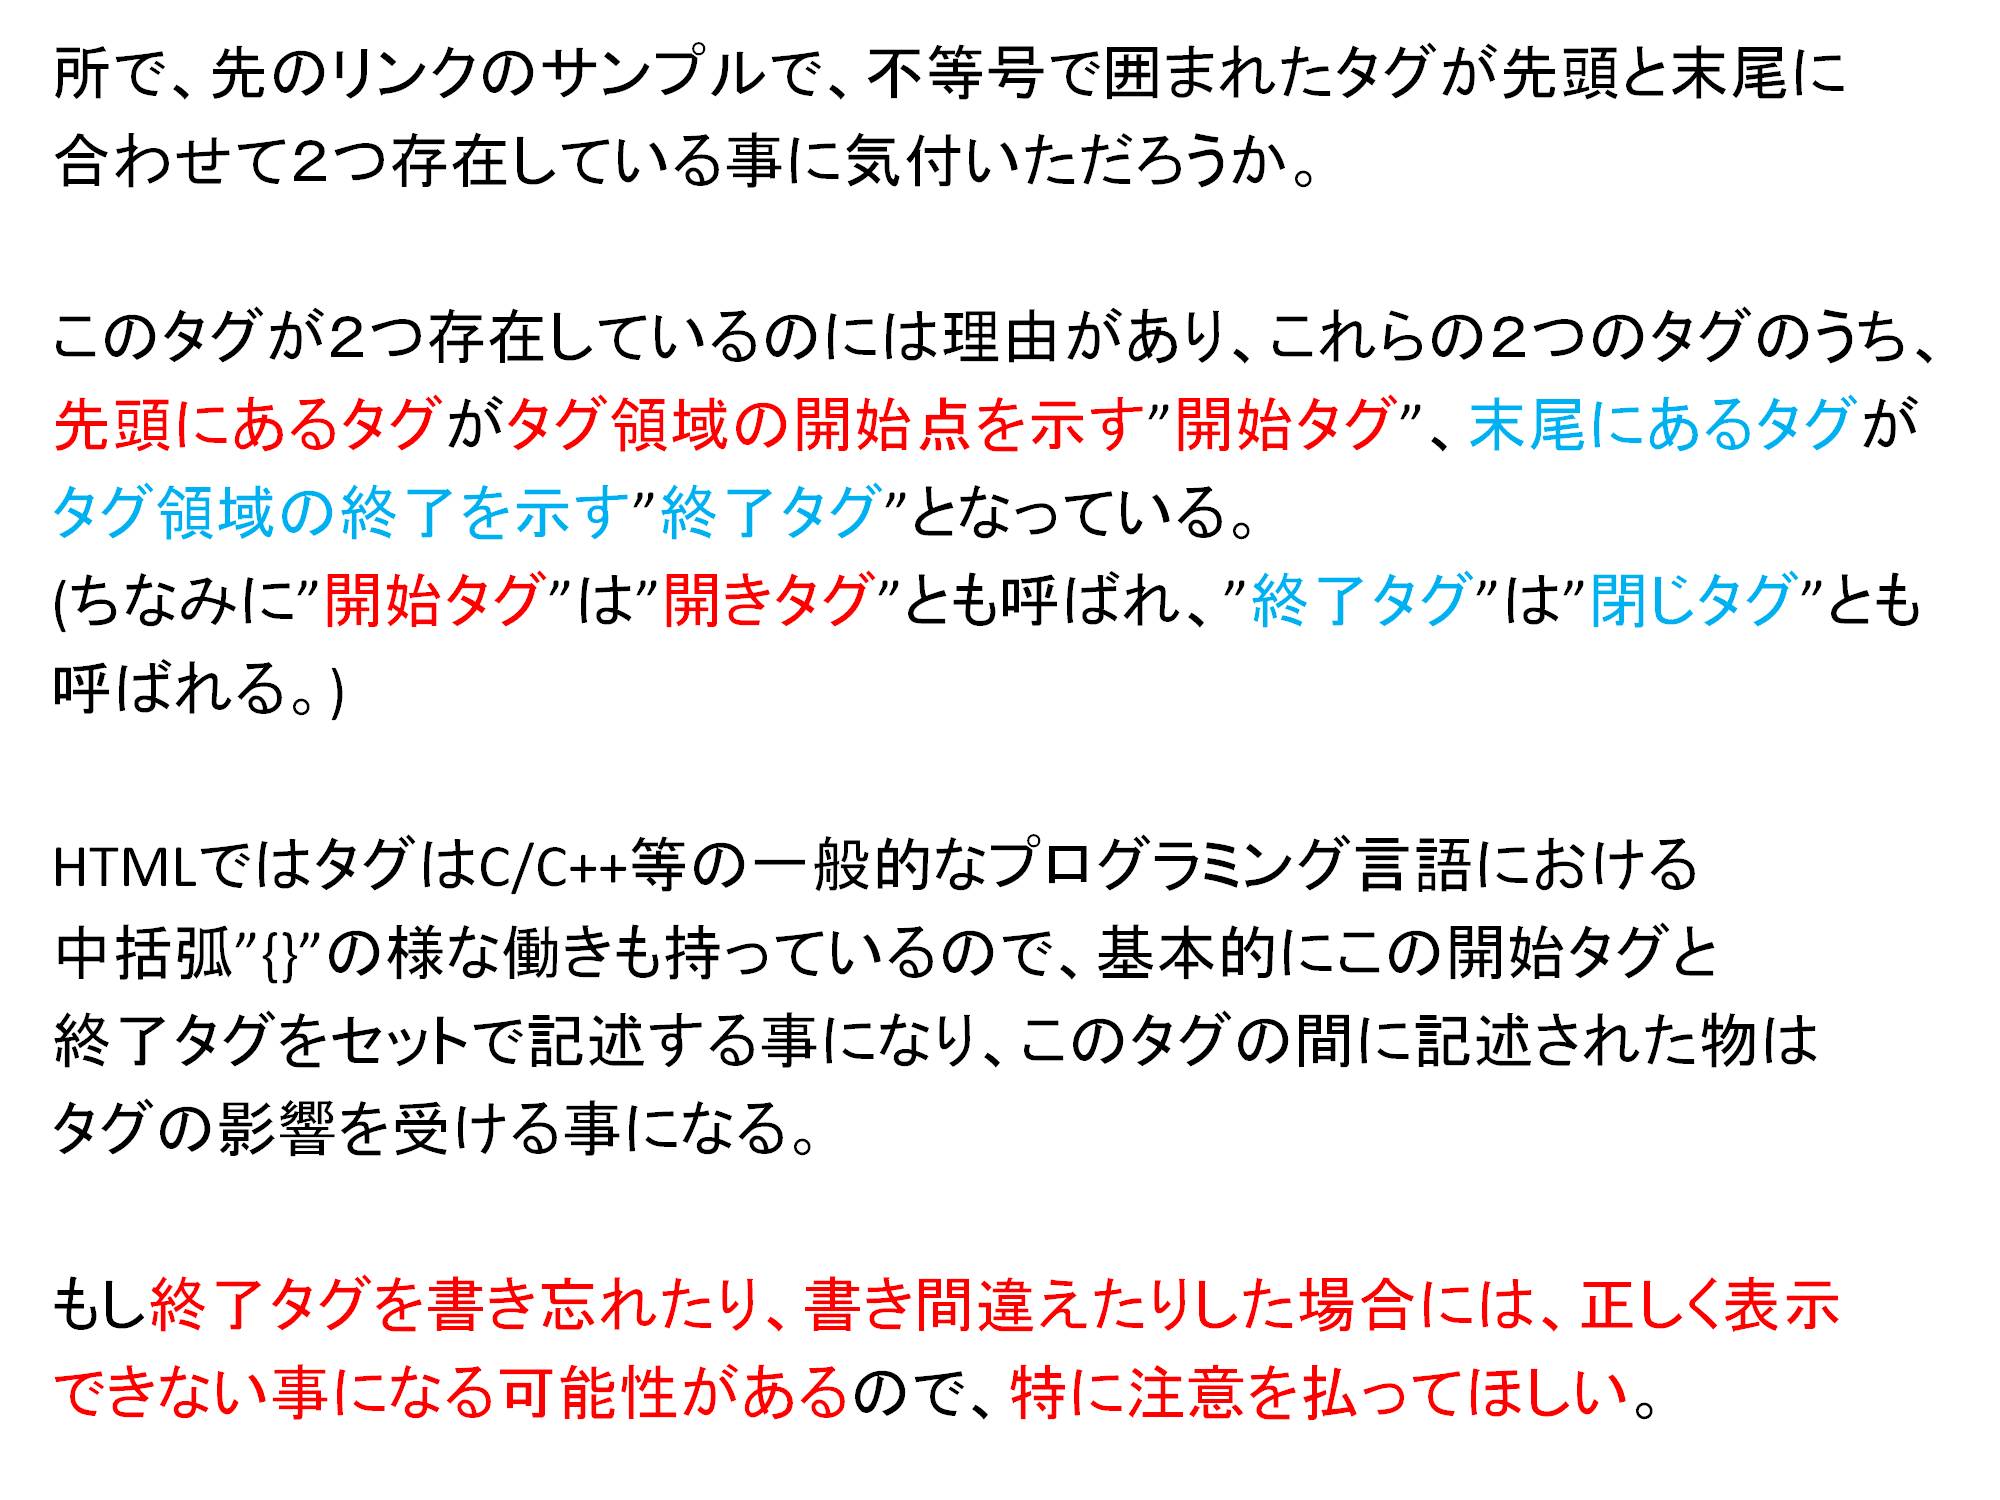 所で、先のリンクのサンプルで、不等号で囲まれたタグが先頭と末尾に
合わせて２つ存在している事に気付いただろうか。
このタグが２つ存在しているのには理由があり、これらの２つのタグのうち、
先頭にあるタグがタグ領域の開始点を示す”開始タグ”、末尾にあるタグが
タグ領域の終了を示す”終了タグ”となっている。
(ちなみに”開始タグ”は”開きタグ”とも呼ばれ、”終了タグ”は”閉じタグ”とも
呼ばれる。)
HTMLではタグはC/C++等の一般的なプログラミング言語における
中括弧”{}”の様な働きも持っているので、基本的にこの開始タグと
終了タグをセットで記述する事になり、このタグの間に記述された物は
タグの影響を受ける事になる。
もし終了タグを書き忘れたり、書き間違えたりした場合には、正しく表示
できない事になる可能性があるので、特に注意を払ってほしい。